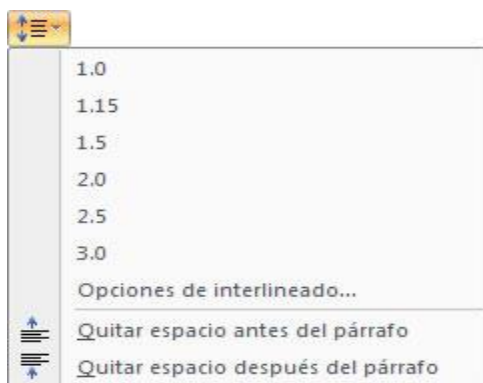 1.0
1.15
1.5
2.0
2.5
3.0
Opciones de interlineado...
Quitar espacio antes del párrafo
Quitar espacio después del párrafo